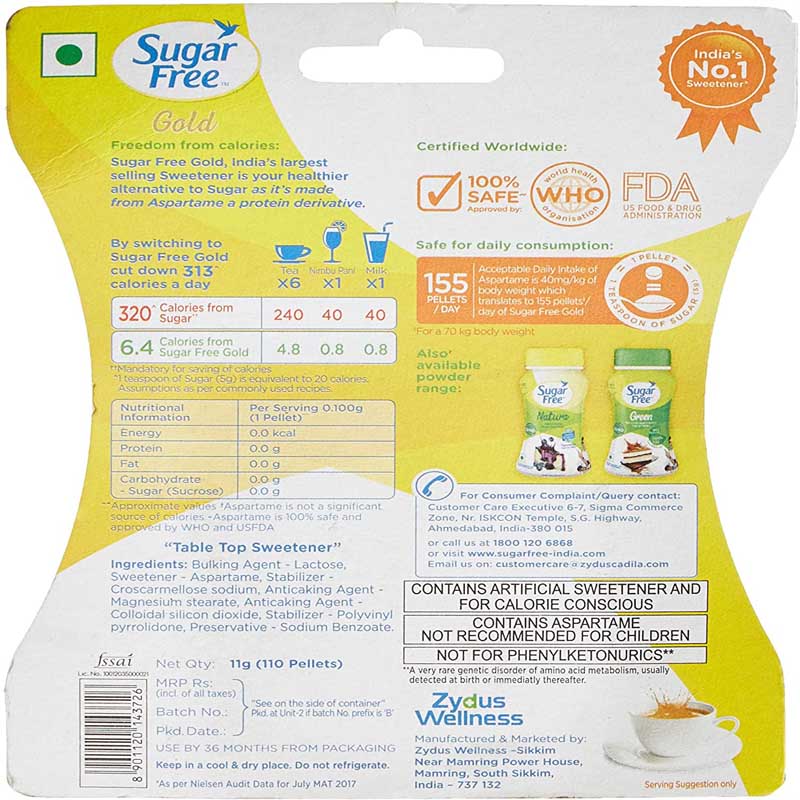 Sugar
Free™
Gold
India's
No.1
Sweetener*
Freedom from calories:
Sugar Free Gold, India's largest
selling Sweetener is your healthier
alternative to Sugar as it's made
from Aspartame a protein derivative.
Certified Worldwide:
100%
SAFE~
Approved by:
world health
WHO
organisation
FDA
US FOOD & DRUG
ADMINISTRATION
By switching to
Sugar Free Gold
cut down 313^
calories a day
Tea Nimbu Pani Milk
x6 x1 x1
320^ Calories from
Sugar^^
240 40 40
6.4 Calories from
Sugar Free Gold
4.8 0.8 0.8
^^Mandatory for saving of calories
^1 teaspoon of Sugar (5g) is equivalent to 20 calories.
Assumptions as per commonly used recipes.
Safe for daily consumption:
155
PELLETS
/DAY
Acceptable Daily Intake of
Aspartame is 40mg/kg of
body weight which
translates to 155 pellets¹/
day of Sugar Free Gold
1 PELLET
=
1 TEASPOON OF SUGAR (5g)
¹For a 70 kg body weight
Also
available
powder
range:
Sugar
Free
Natura
Sugar
Free
Green
Nutritional
Information
Per Serving 0.100g
(1 Pellet)
Energy 0.0 kcal
Protein 0.0 g
Fat 0.0 g
Carbohydrate 0.0 g
- Sugar (Sucrose) 0.0 g
Approximate values ^Aspartame is not a significant
source of calories ~Aspartame is 100% safe and
approved by WHO and USFDA
For Consumer Complaint/Query contact:
Customer Care Executive 6-7, Sigma Commerce
Zone, Nr. ISKCON Temple, S.G. Highway,
Ahmedabad, India-380 015
or call us at 1800 120 6868
or visit www.sugarfree-india.com
Email us on: customercare@zyduscadila.com
"Table Top Sweetener"
Ingredients: Bulking Agent - Lactose,
Sweetener - Aspartame, Stabilizer -
Croscarmellose sodium, Anticaking Agent -
Magnesium stearate, Anticaking Agent -
Colloidal silicon dioxide, Stabilizer - Polyvinyl
pyrrolidone, Preservative - Sodium Benzoate.
CONTAINS ARTIFICIAL SWEETENER AND
FOR CALORIE CONSCIOUS
CONTAINS ASPARTAME
NOT RECOMMENDED FOR CHILDREN
NOT FOR PHENYLKETONURICS**
**A very rare genetic disorder of amino acid metabolism, usually
detected at birth or immediately thereafter.
fssai
Lic. No. 10012035000021
Net Qty: 11g (110 Pellets)
MRP Rs:
(incl. of all taxes)
Batch No.:
Pkd.Date.:
"See on the side of container"
Pkd. at Unit-2 if batch No. prefix is 'B'
USE BY 36 MONTHS FROM PACKAGING
Keep in a cool & dry place. Do not refrigerate.
*As per Nielsen Audit Data for July MAT 2017
8 901120 143726
Zydus
Wellness
Manufactured & Marketed by:
Zydus Wellness -Sikkim
Near Mamring Power House,
Mamring, South Sikkim,
India - 737 132
Serving Suggestion only